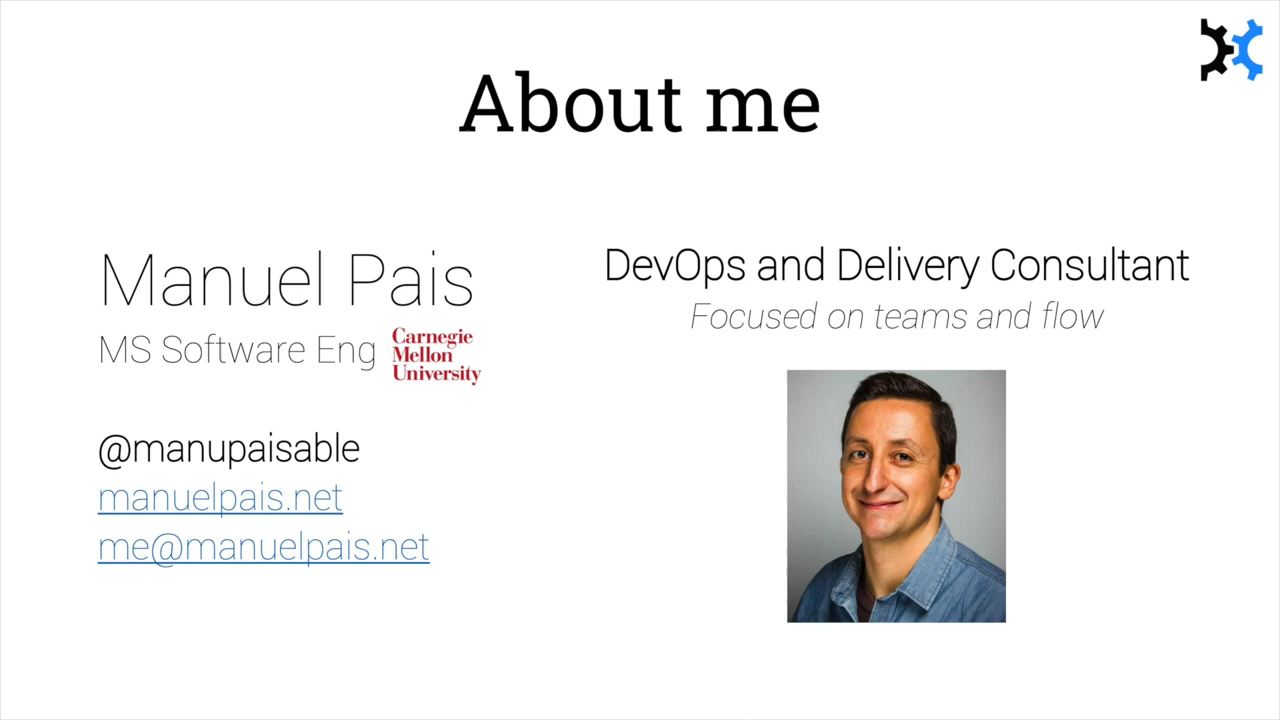 About me
Manuel Pais
MS Software Eng
Carnegie
Mellon
University
@manupaisable
manuelpais.net
me@manuelpais.net
DevOps and Delivery Consultant
Focused on teams and flow